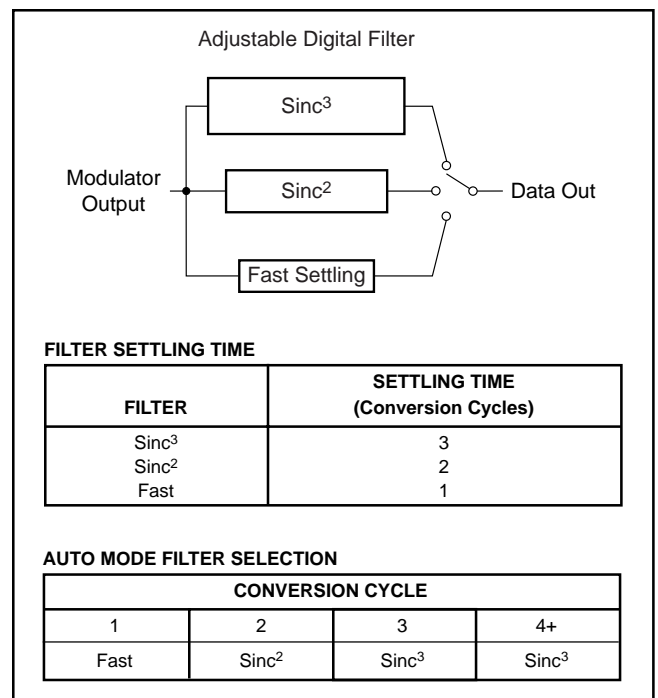 Adjustable Digital Filter
Sinc³
Modulator
Output
Sinc²
Data Out
Fast Settling
FILTER SETTLING TIME
FILTER
SETTLING TIME
(Conversion Cycles)
Sinc³ 3
Sinc² 2
Fast 1
AUTO MODE FILTER SELECTION
CONVERSION CYCLE
1 2 3 4+
Fast Sinc² Sinc³ Sinc³